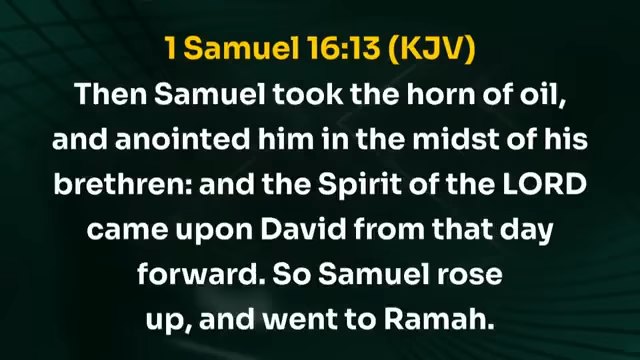 1 Samuel 16:13 (KJV)
Then Samuel took the horn of oil,
and anointed him in the midst of his
brethren: and the Spirit of the LORD
came upon David from that day
forward. So Samuel rose
up, and went to Ramah.